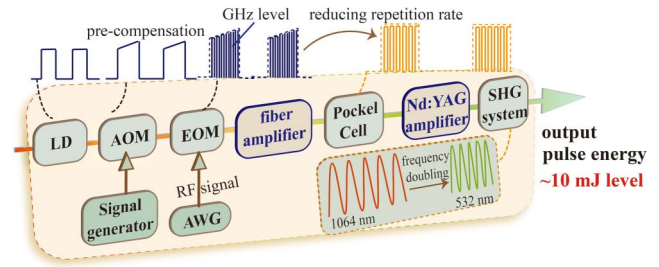 GHz level
reducing repetition rate
pre-compensation
LD
AOM
EOM
fiber
amplifier
Pockel
Cell
Nd:YAG
amplifier
SHG
system
output
pulse energy
~10 mJ level
RF signal
Signal
generator
AWG
frequency
doubling
1064 nm
532 nm